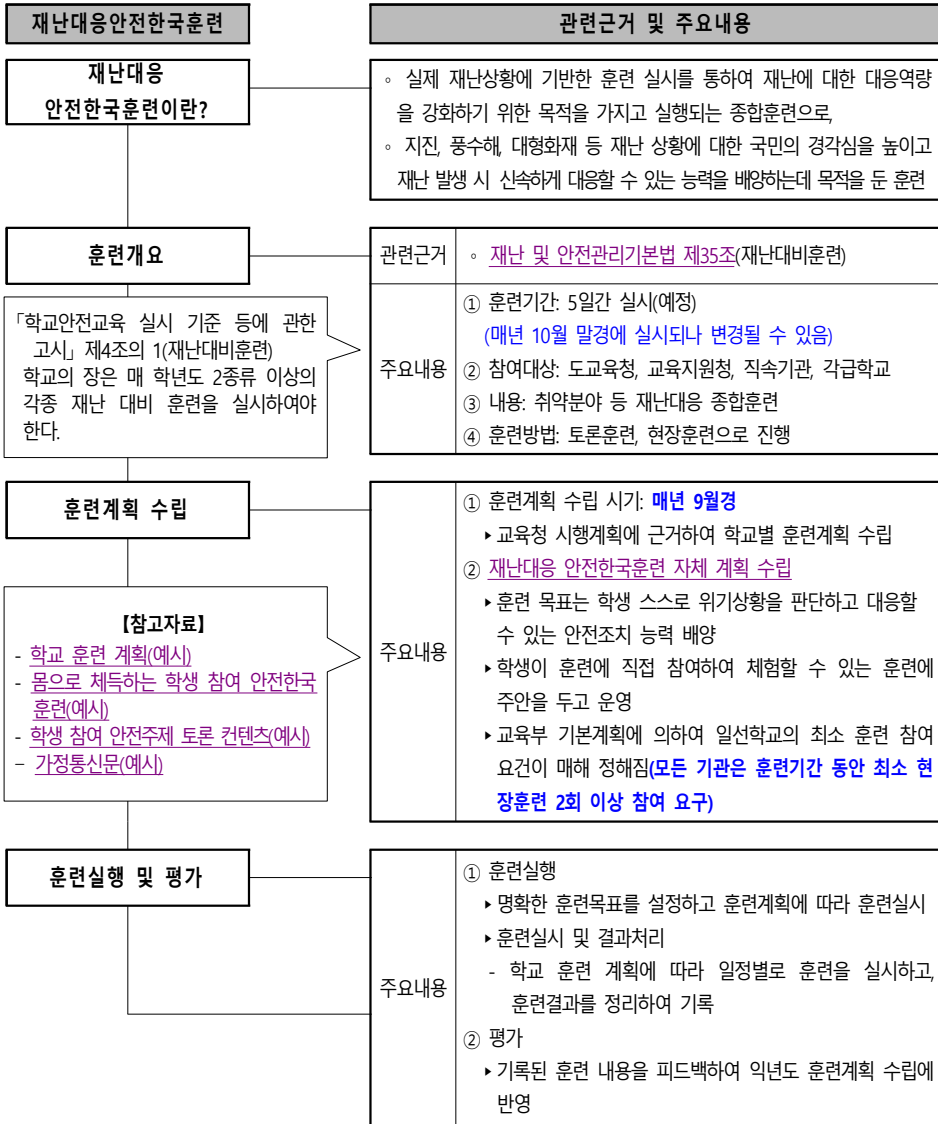 재난대응안전한국훈련
관련근거 및 주요내용
재난대응
안전한국훈련이란?
◦ 실제 재난상황에 기반한 훈련 실시를 통하여 재난에 대한 대응역량
을 강화하기 위한 목적을 가지고 실행되는 종합훈련으로,
◦ 지진, 풍수해, 대형화재 등 재난 상황에 대한 국민의 경각심을 높이고
재난 발생 시 신속하게 대응할 수 있는 능력을 배양하는데 목적을 둔 훈련
훈련개요
관련근거
◦ 재난 및 안전관리기본법 제35조(재난대비훈련)
「학교안전교육 실시 기준 등에 관한
고시」 제4조의 1(재난대비훈련)
학교의 장은 매 학년도 2종류 이상의
각종 재난 대비 훈련을 실시하여야
한다.
주요내용
① 훈련기간: 5일간 실시(예정)
(매년 10월 말경에 실시되나 변경될 수 있음)
② 참여대상: 도교육청, 교육지원청, 직속기관, 각급학교
③ 내용: 취약분야 등 재난대응 종합훈련
④ 훈련방법: 토론훈련, 현장훈련으로 진행
훈련계획 수립
【참고자료】
- 학교 훈련 계획(예시)
- 몸으로 체득하는 학생 참여 안전한국
훈련(예시)
- 학생 참여 안전주제 토론 컨텐츠(예시)
- 가정통신문(예시)
주요내용
① 훈련계획 수립 시기: 매년 9월경
▸교육청 시행계획에 근거하여 학교별 훈련계획 수립
② 재난대응 안전한국훈련 자체 계획 수립
▸훈련 목표는 학생 스스로 위기상황을 판단하고 대응할
수 있는 안전조치 능력 배양
▸학생이 훈련에 직접 참여하여 체험할 수 있는 훈련에
주안을 두고 운영
▸교육부 기본계획에 의하여 일선학교의 최소 훈련 참여
요건이 매해 정해짐(모든 기관은 훈련기간 동안 최소 현
장훈련 2회 이상 참여 요구)
훈련실행 및 평가
주요내용
① 훈련실행
▸명확한 훈련목표를 설정하고 훈련계획에 따라 훈련실시
▸훈련실시 및 결과처리
- 학교 훈련 계획에 따라 일정별로 훈련을 실시하고,
훈련결과를 정리하여 기록
② 평가
▸기록된 훈련 내용을 피드백하여 익년도 훈련계획 수립에
반영